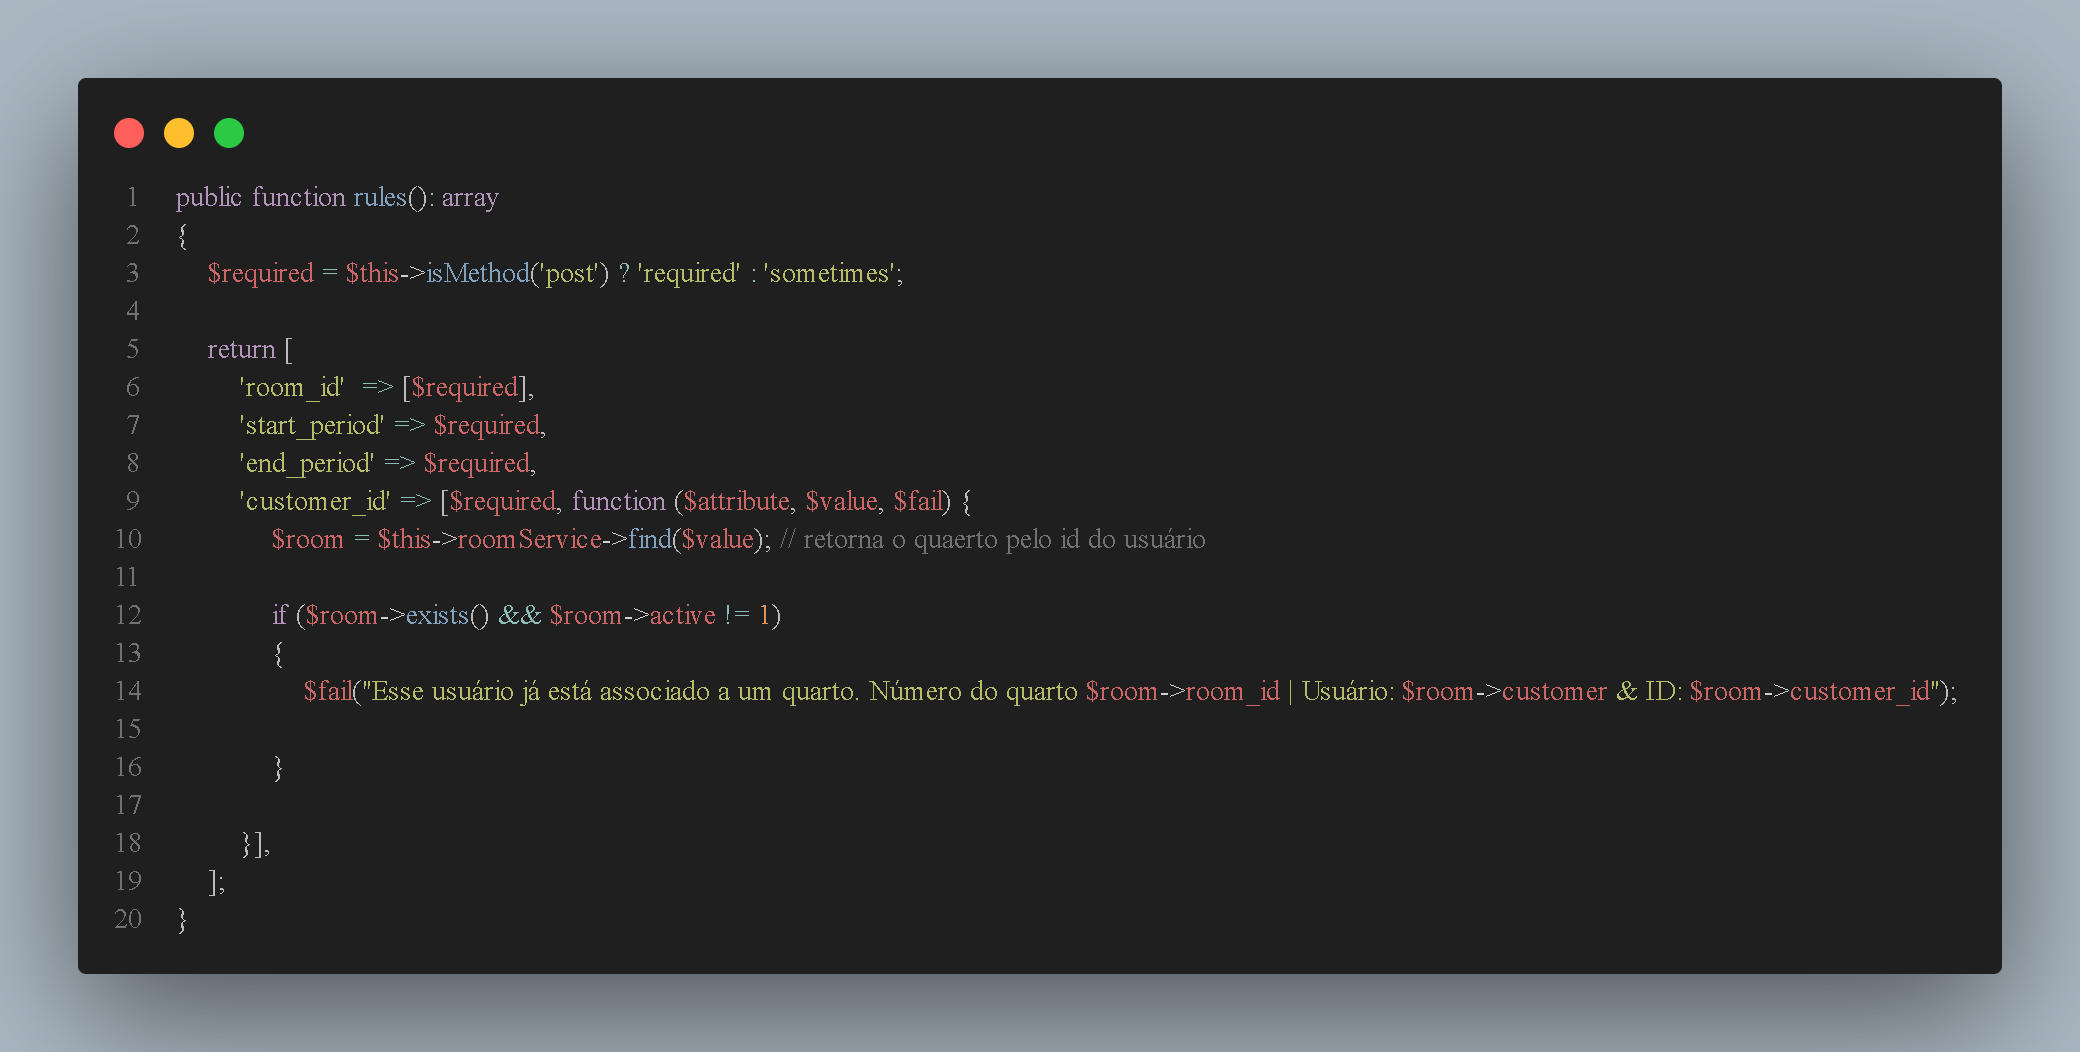 1 public function rules(): array
2 {
3 $required = $this->isMethod('post') ? 'required' : 'sometimes';
4
5 return [
6 'room_id'  => [$required],
7 'start_period' => $required,
8 'end_period' => $required,
9 'customer_id' => [$required, function ($attribute, $value, $fail) {
10 $room = $this->roomService->find($value); // retorna o quaerto pelo id do usuário
11
12 if ($room->exists() && $room->active != 1)
13 {
14 $fail("Esse usuário já está associado a um quarto. Número do quarto $room->room_id | Usuário: $room->customer & ID: $room->customer_id");
15
16 }
17
18 }],
19 ];
20 }